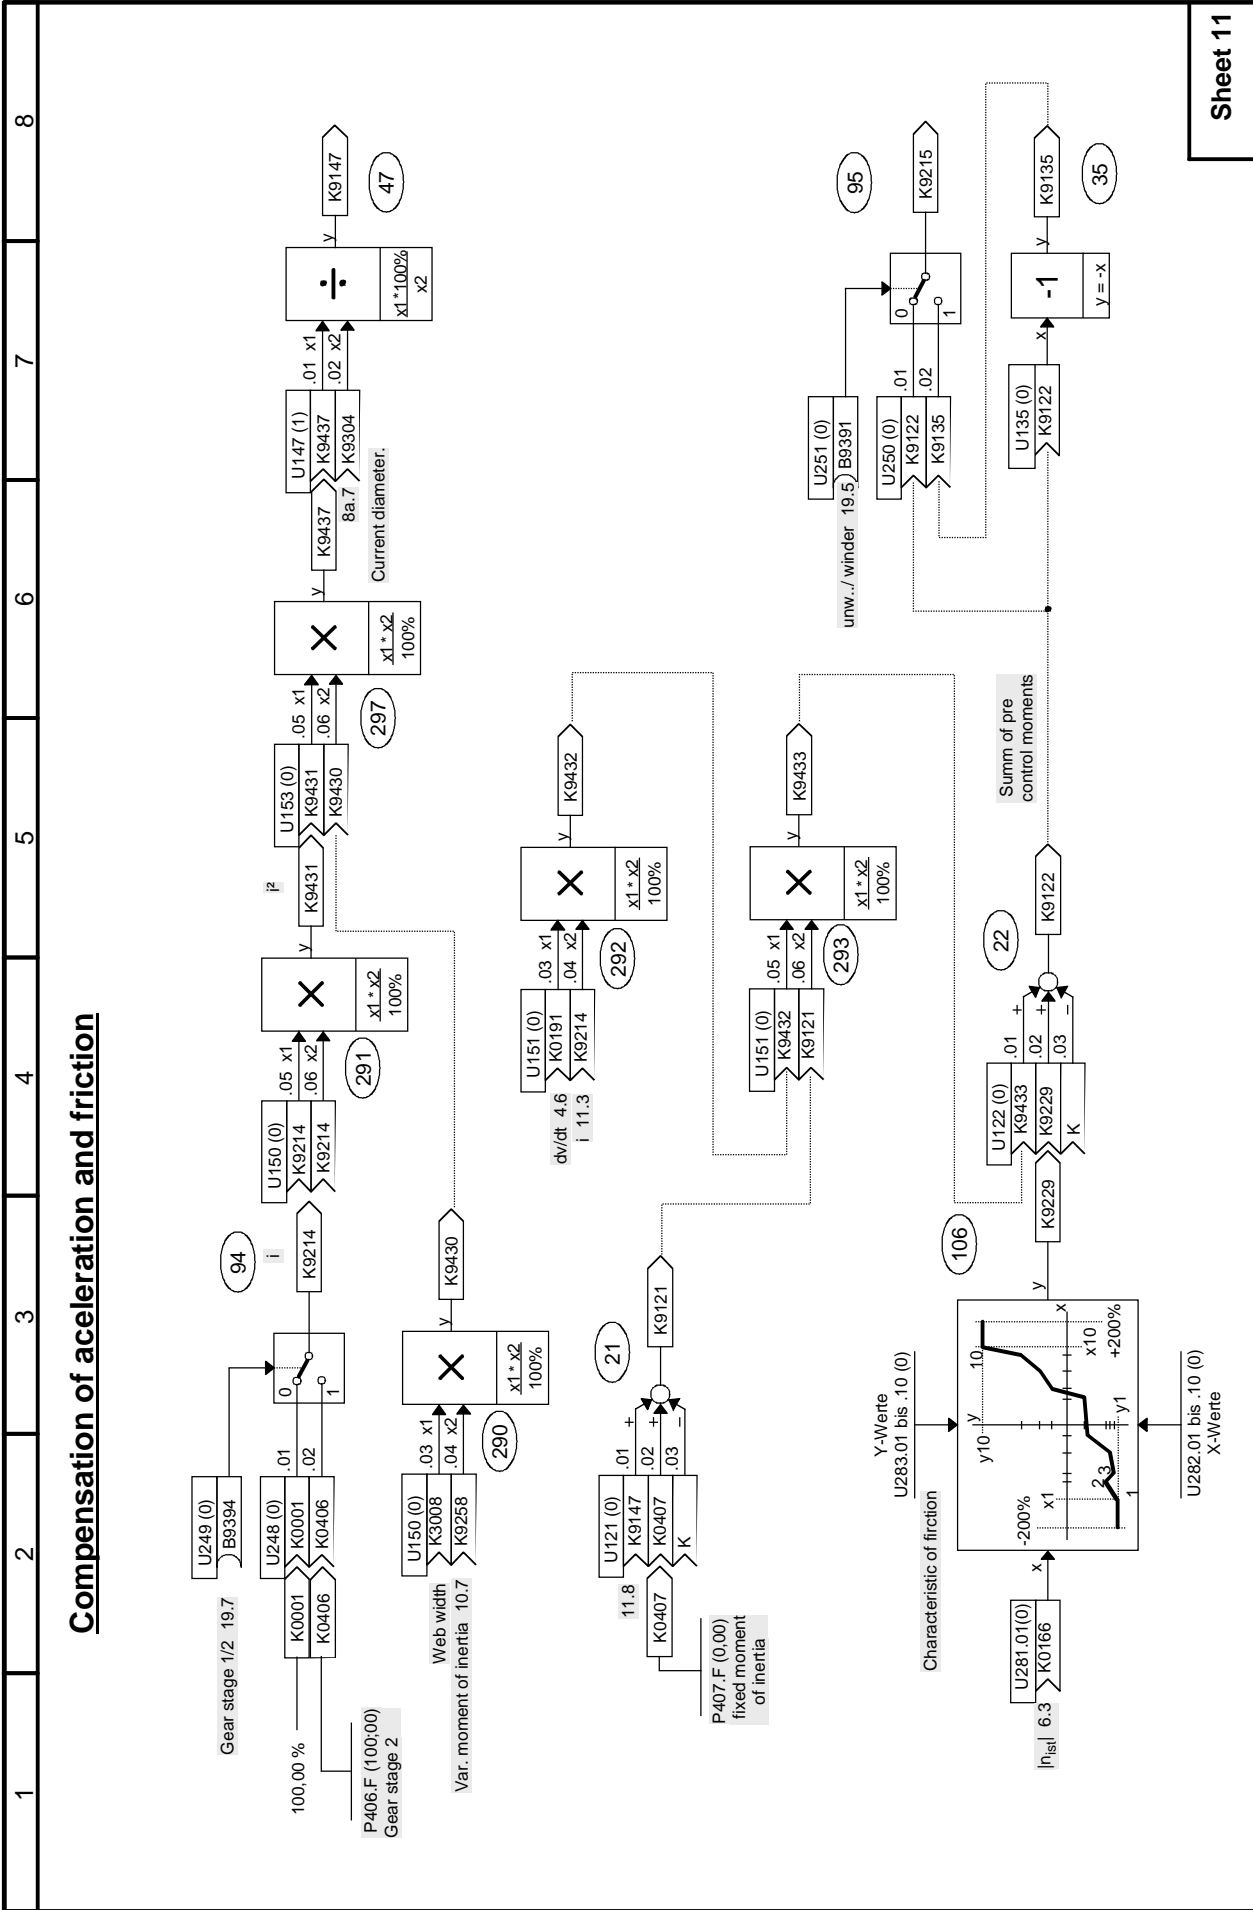 1
2
3
4
5
6
7
8
Compensation of aceleration and friction
Gear stage 1/2 19.7
U249 (0)
B9394
94
i
100,00 %
K0001
K0406
U248 (0)
K0001
K0406
.01
.02
0
1
K9214
P406.F (100;00)
Gear stage 2
U150 (0)
K9214
K9214
.05 x1
.06 x2
291
x1 * x2
100%
y
i²
K9431
U153 (0)
K9431
K9430
.05 x1
.06 x2
297
x1 * x2
100%
y
K9437
U147 (1)
K9437
K9304
8a.7
Current diameter.
.01 x1
.02 x2
÷
x1*100%
x2
y
K9147
47
Web width
Var. moment of inertia 10.7
U150 (0)
K3008
K9258
.03 x1
.04 x2
290
x1 * x2
100%
y
K9430
dv/dt 4.6
i 11.3
U151 (0)
K0191
K9214
.03 x1
.04 x2
292
x1 * x2
100%
y
K9432
11.8
K0407
P407.F (0,00)
fixed moment
of inertia
U121 (0)
K9147
K0407
K
.01 +
.02 +
.03 –
21
K9121
U151 (0)
K9432
K9121
.05 x1
.06 x2
293
x1 * x2
100%
y
K9433
unw../ winder 19.5
U251 (0)
B9391
U250 (0)
K9122
K9135
.01
.02
0
1
K9215
95
Characteristic of firction
Y-Werte
U283.01 bis .10 (0)
|nist| 6.3
U281.01(0)
K0166
x
-200%
x1
y10
y
10
x
x10
+200%
y1
2
3
1
U282.01 bis .10 (0)
X-Werte
106
y
K9229
U122 (0)
K9433
K9229
K
.01 +
.02 +
.03 –
22
K9122
Summ of pre
control moments
U135 (0)
K9122
x
-1
y = -x
y
K9135
35
Sheet 11